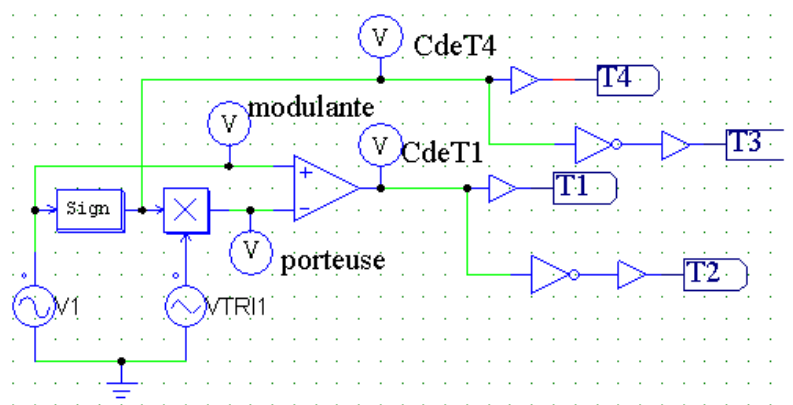 V
CdeT4
T4
modulante
V
V
CdeT1
T3
+
Sign
T1
-
V
porteuse
T2
V1
VTRI1